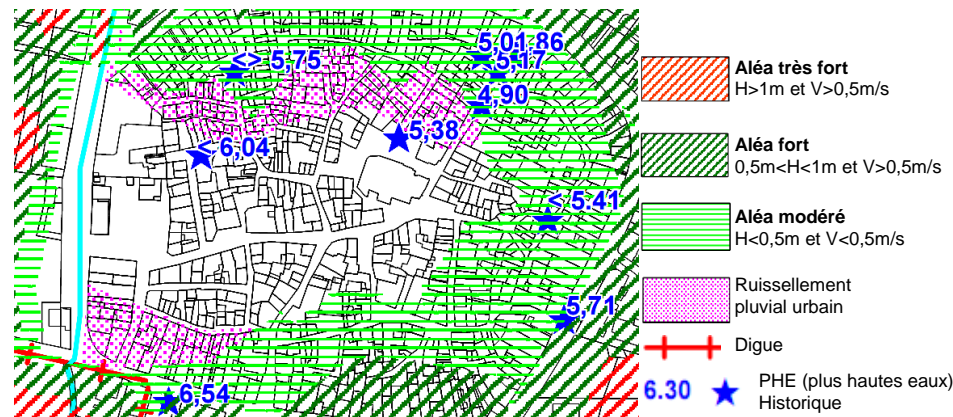 5,01
,86
5,17
<> 5,75
4,90
5,38
< 6,04
< 5.41
5,71
6,54
Aléa très fort
H>1m et V>0,5m/s
Aléa fort
0,5m<H<1m et V>0,5m/s
Aléa modéré
H<0,5m et V<0,5m/s
Ruissellement
pluvial urbain
Digue
6.30
PHE (plus hautes eaux)
Historique